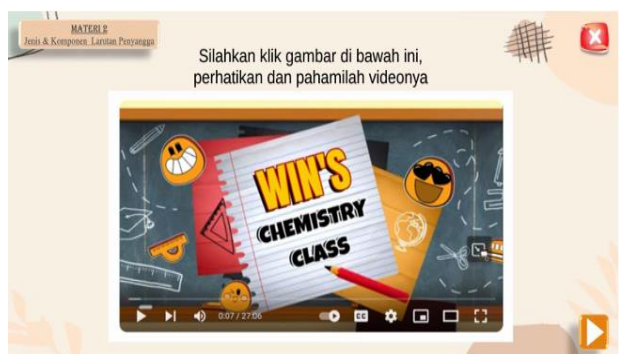 MATERI 2
Jenis & Komponen Larutan Penyangga
Silahkan klik gambar di bawah ini,
perhatikan dan pahamilah videonya
WIN'S
CHEMISTRY
CLASS
0:07 / 27:06
CC